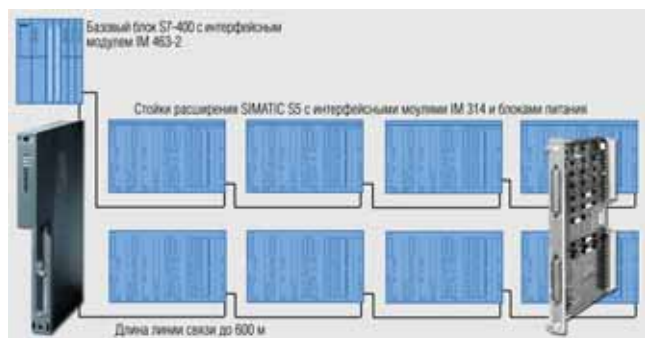 Базовый блок S7-400 с интерфейсным
модулем IM 463-2
Стойки расширения SIMATIC S5 с интерфейсными моулями IM 314 и блоками питания
Длина линии связи до 600 м